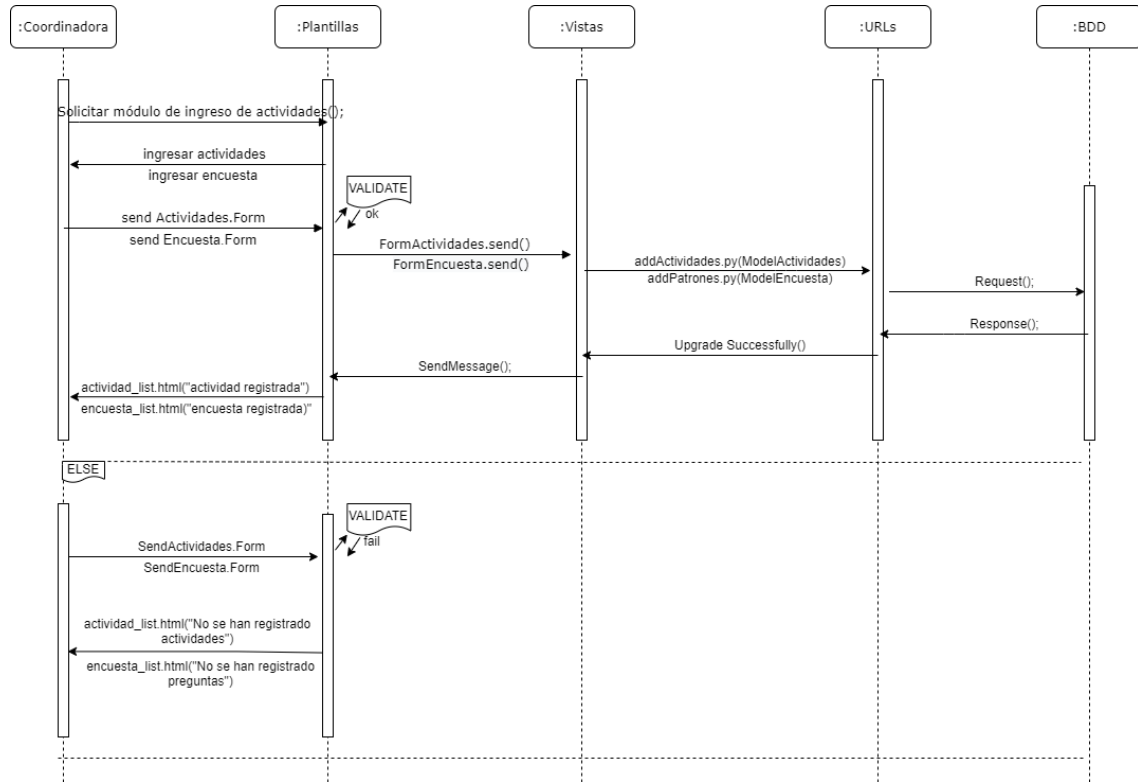 :Coordinadora
:Plantillas
:Vistas
:URLs
:BDD
Solicitar módulo de ingreso de actividades();
ingresar actividades
ingresar encuesta
VALIDATE
ok
send Actividades.Form
send Encuesta.Form
FormActividades.send()
FormEncuesta.send()
addActividades.py(ModelActividades)
addPatrones.py(ModelEncuesta)
Request();
Response();
Upgrade Successfully()
SendMessage();
actividad_list.html("actividad registrada")
encuesta_list.html("encuesta registrada)"
ELSE
VALIDATE
fail
SendActividades.Form
SendEncuesta.Form
actividad_list.html("No se han registrado
actividades")
encuesta_list.html("No se han registrado
preguntas")